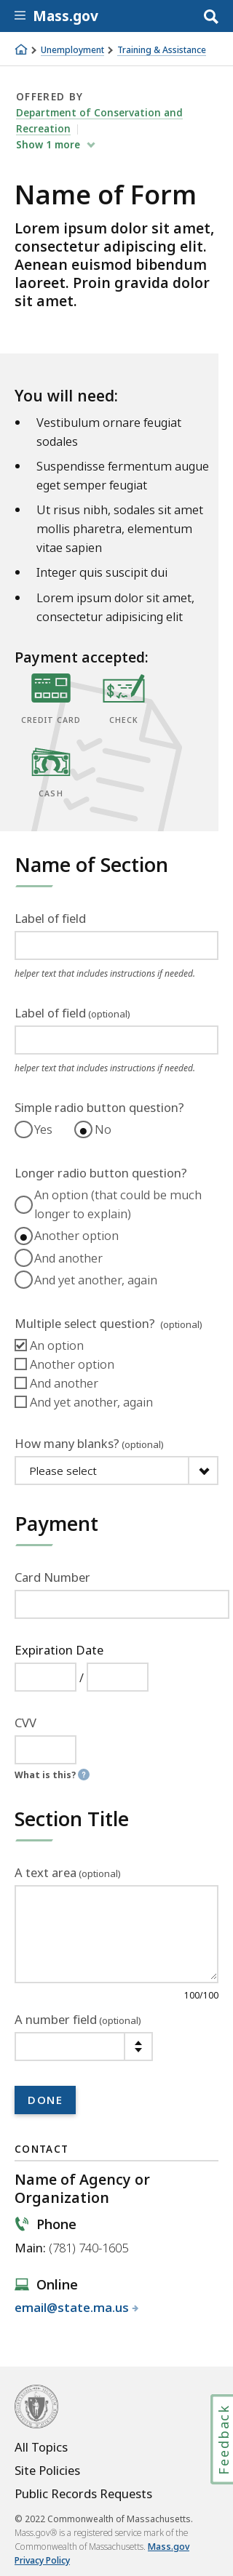 Mass.gov
Unemployment
Training & Assistance
OFFERED BY
Department of Conservation and
Recreation
Show 1 more
Name of Form
Lorem ipsum dolor sit amet,
consectetur adipiscing elit.
Aenean euismod bibendum
laoreet. Proin gravida dolor
sit amet.
You will need:
Vestibulum ornare feugiat
sodales
Suspendisse fermentum augue
eget semper feugiat
Ut risus nibh, sodales sit amet
mollis pharetra, elementum
vitae sapien
Integer quis suscipit dui
Lorem ipsum dolor sit amet,
consectetur adipisicing elit
Payment accepted:
CREDIT CARD
CHECK
CASH
Name of Section
Label of field
helper text that includes instructions if needed.
Label of field (optional)
helper text that includes instructions if needed.
Simple radio button question?
Yes
No
Longer radio button question?
An option (that could be much
longer to explain)
Another option
And another
And yet another, again
Multiple select question? (optional)
An option
Another option
And another
And yet another, again
How many blanks? (optional)
Please select
Payment
Card Number
Expiration Date
/
CVV
What is this? ?
Section Title
A text area (optional)
100/100
A number field (optional)
DONE
CONTACT
Name of Agency or
Organization
Phone
Main: (781) 740-1605
Online
email@state.ma.us
Feedback
All Topics
Site Policies
Public Records Requests
© 2022 Commonwealth of Massachusetts.
Mass.gov® is a registered service mark of the
Commonwealth of Massachusetts. Mass.gov
Privacy Policy